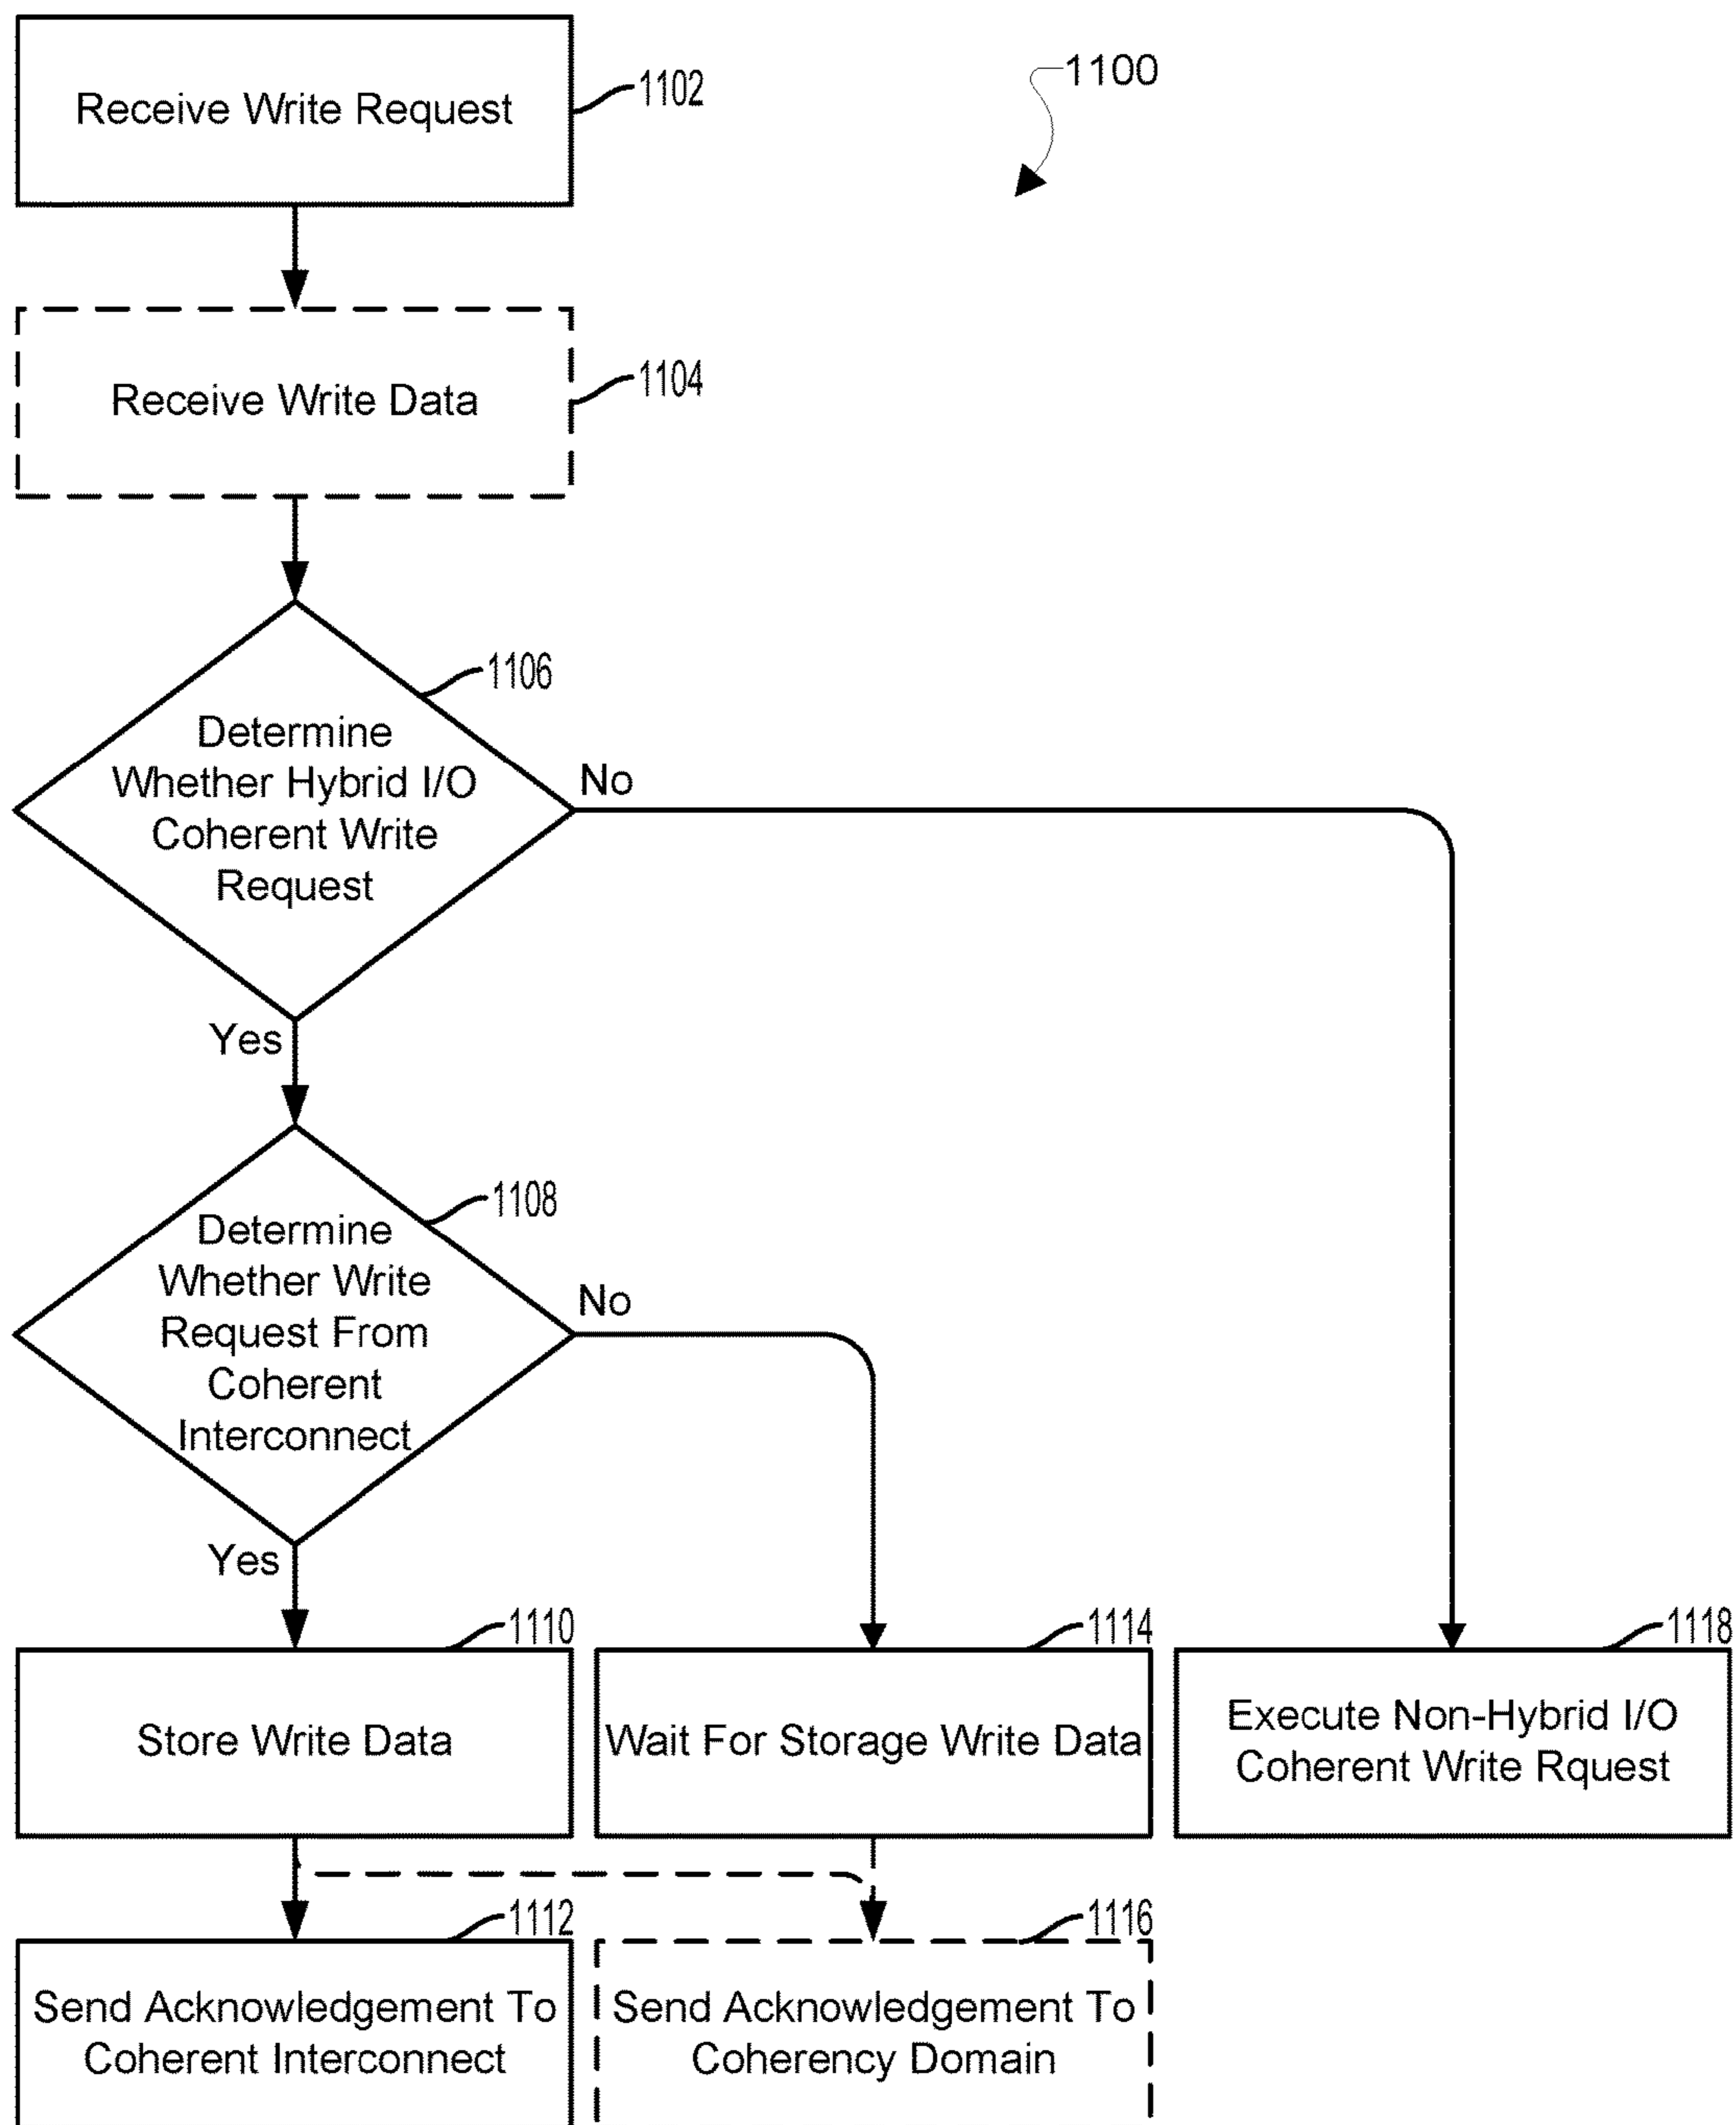 1100
Receive Write Request
1102
Receive Write Data
1104
1106
Determine
Whether Hybrid I/O
Coherent Write
Request
No
Yes
1108
Determine
Whether Write
Request From
Coherent
Interconnect
No
Yes
1110
Store Write Data
1114
Wait For Storage Write Data
1118
Execute Non-Hybrid I/O
Coherent Write Rquest
1112
Send Acknowledgement To
Coherent Interconnect
1116
Send Acknowledgement To
Coherency Domain